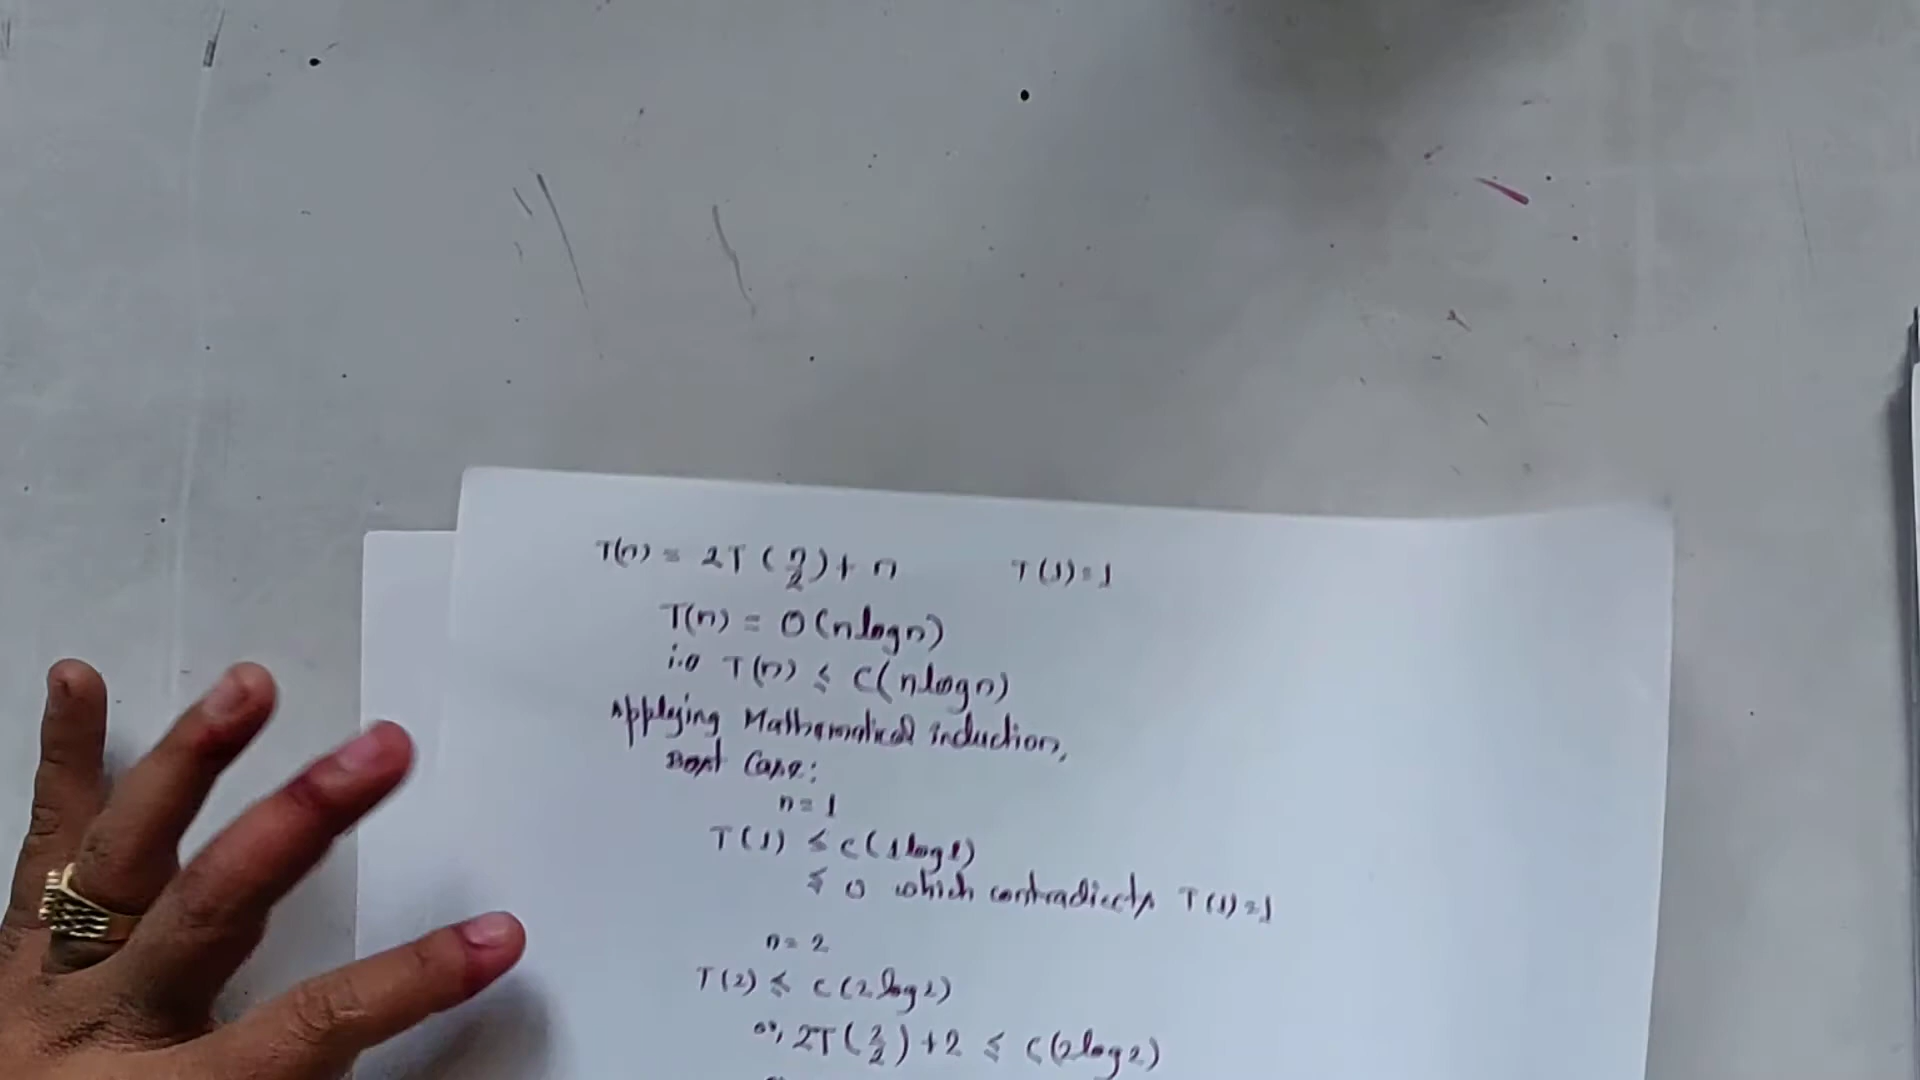 T(n) = 2T(n/2) + n T(1)=1
T(n) = O(nlogn)
i.e T(n) ≤ C(nlogn)
Applying Mathematical induction,
Case:
n=1
T(1) ≤ c(1log1)
≤ 0 which contradicts T(1)=1
n=2
T(2) ≤ c(2log2)
or, 2T(2/2)+2 ≤ c(2log2)